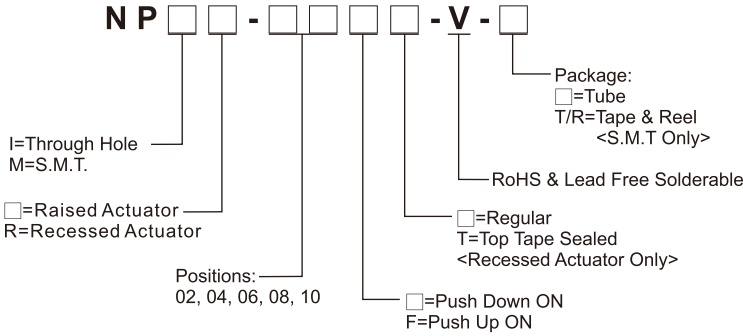 NP□□-□□□□-V-□
Package:
□=Tube
T/R=Tape & Reel
<S.M.T Only>
I=Through Hole
M=S.M.T.
RoHS & Lead Free Solderable
□=Raised Actuator
R=Recessed Actuator
□=Regular
T=Top Tape Sealed
<Recessed Actuator Only>
Positions:
02, 04, 06, 08, 10
□=Push Down ON
F=Push Up ON